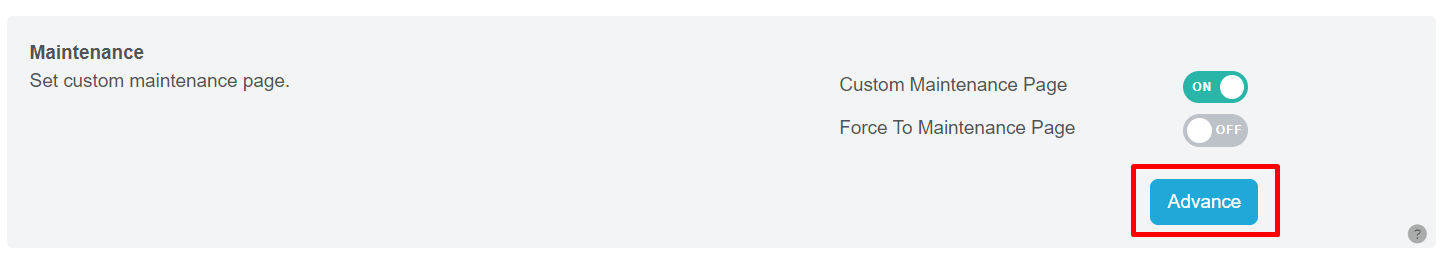 Maintenance
Set custom maintenance page.
Custom Maintenance Page
ON
Force To Maintenance Page
OFF
Advance
?